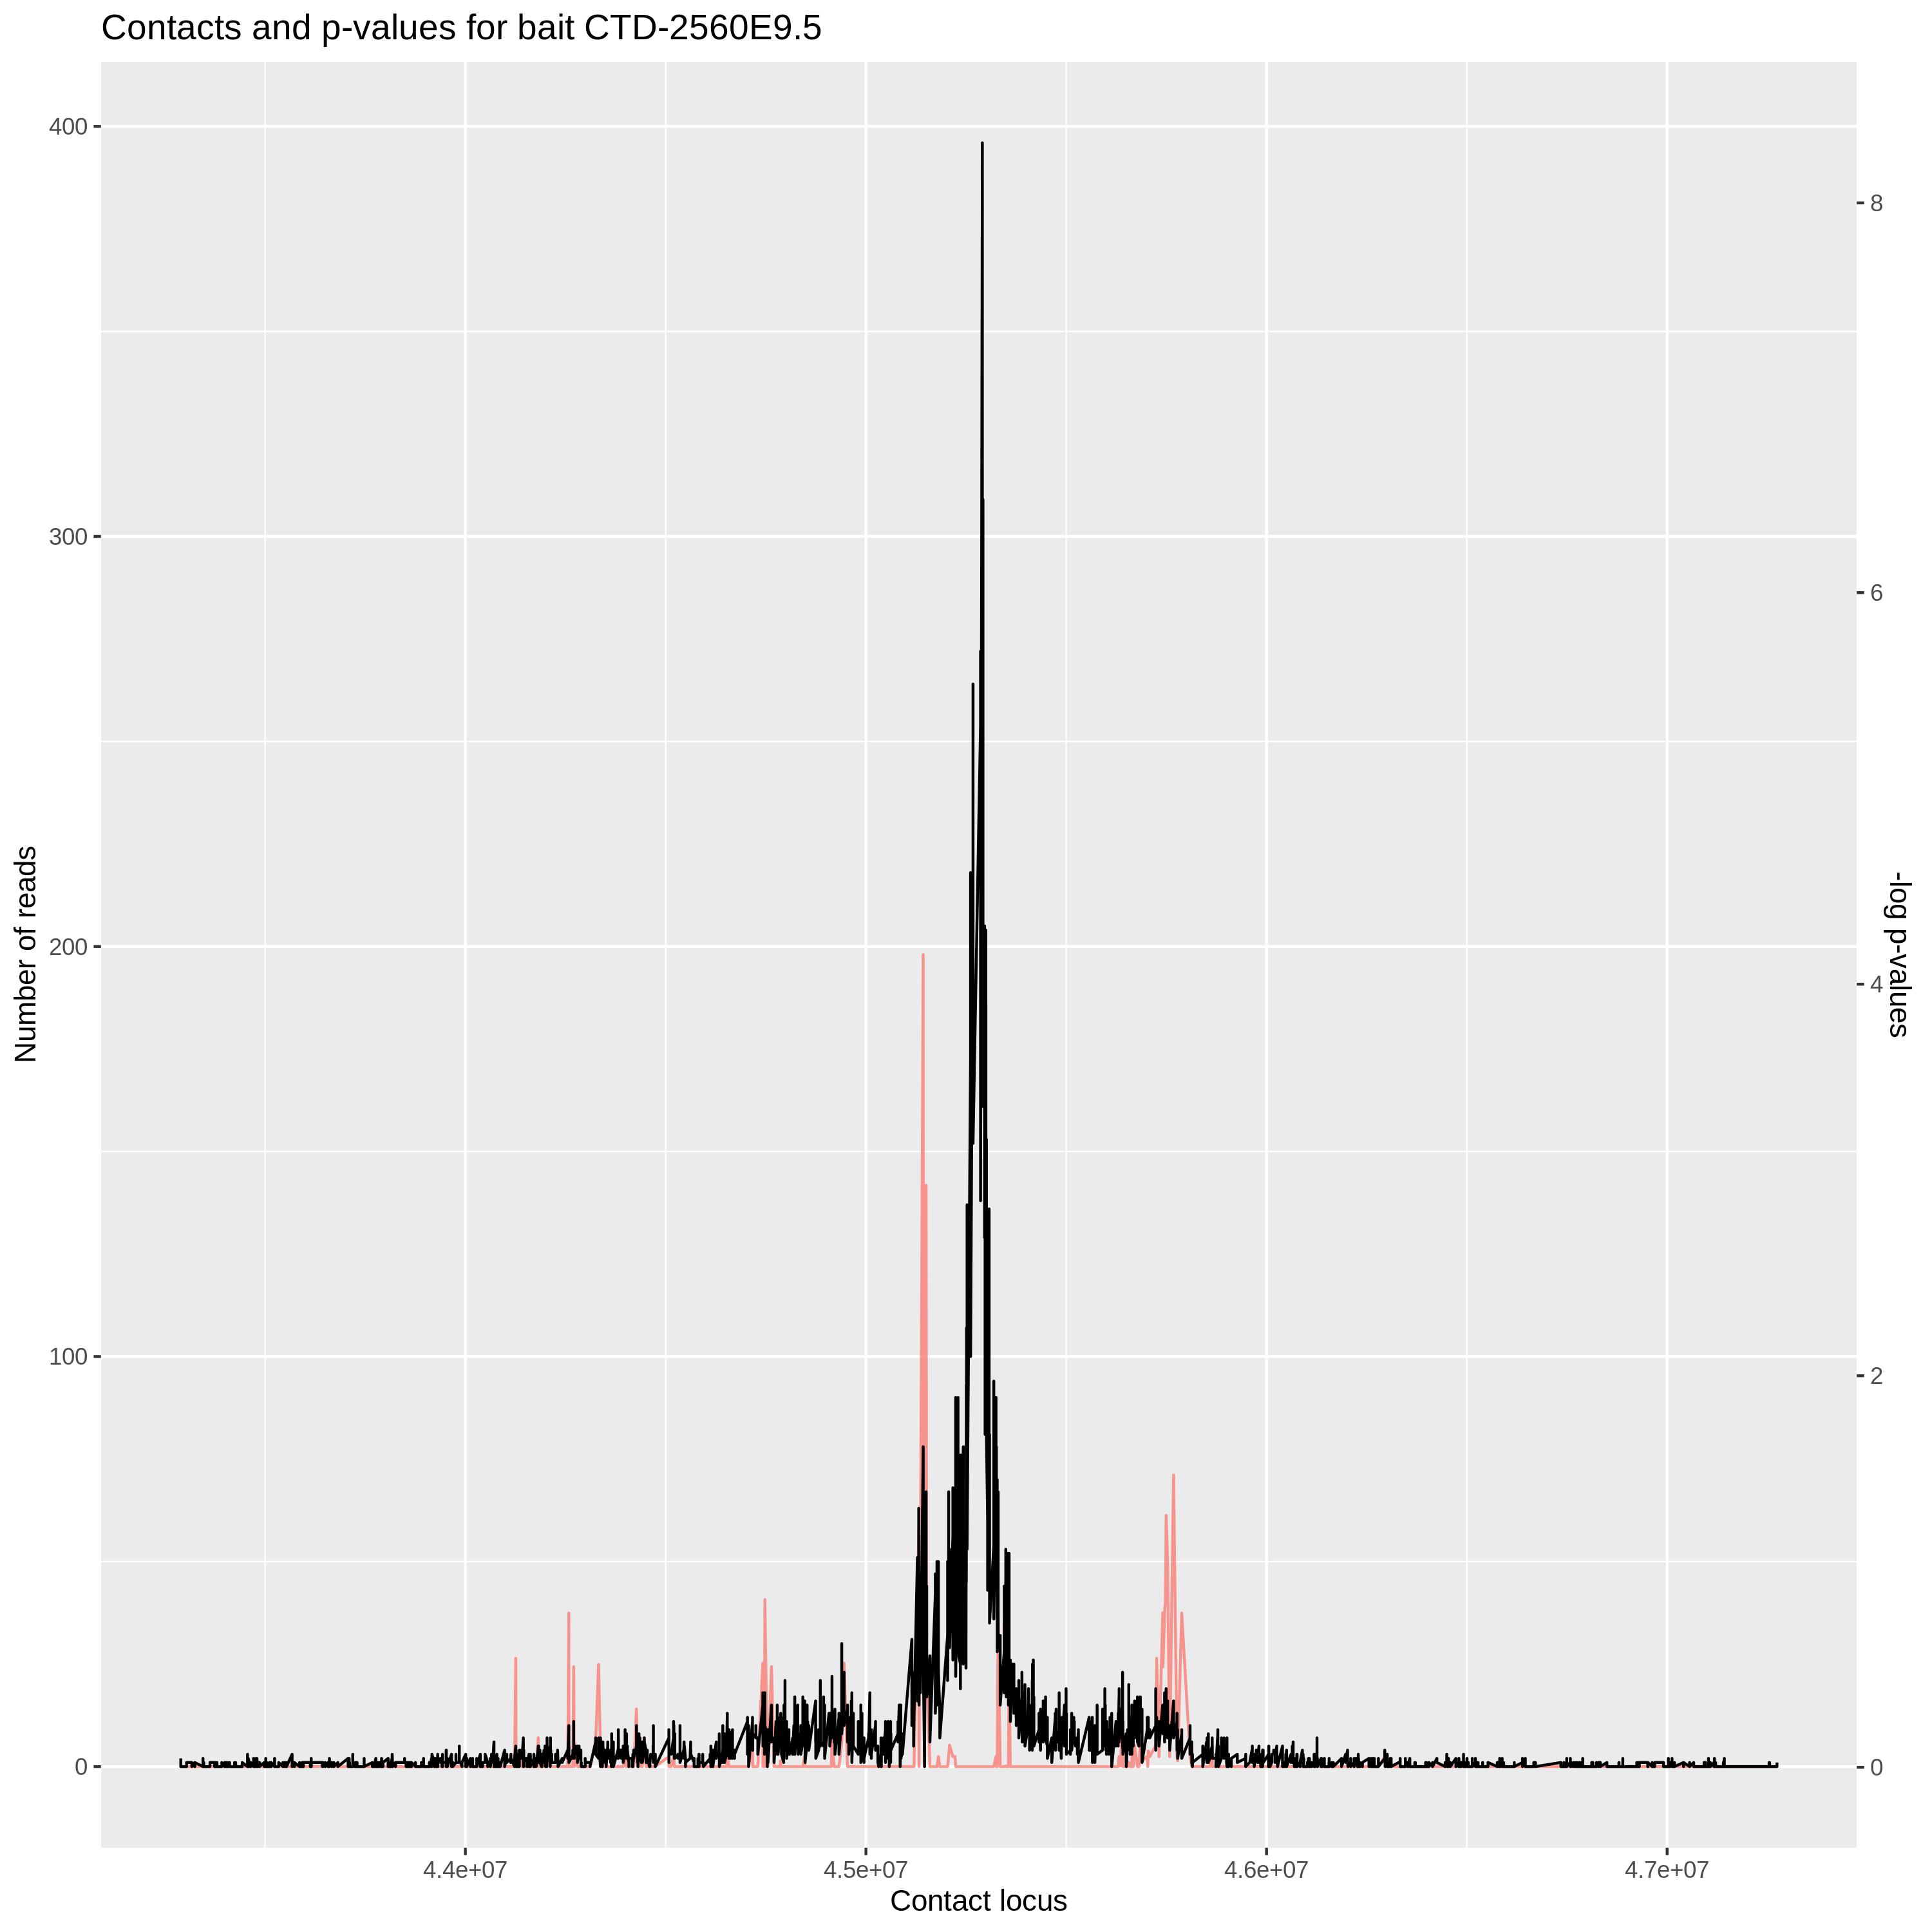 Contacts and p-values for bait CTD-2560E9.5
400
300
200
100
0
Number of reads
8
6
4
2
0
-log p-values
4.4e+07 4.5e+07 4.6e+07 4.7e+07
Contact locus